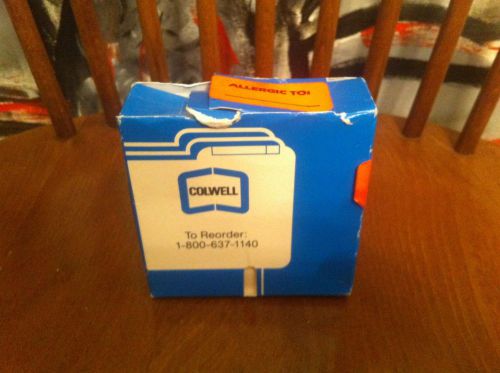 ALLERGIC TO:
COLWELL
To Reorder:
1-800-637-1140